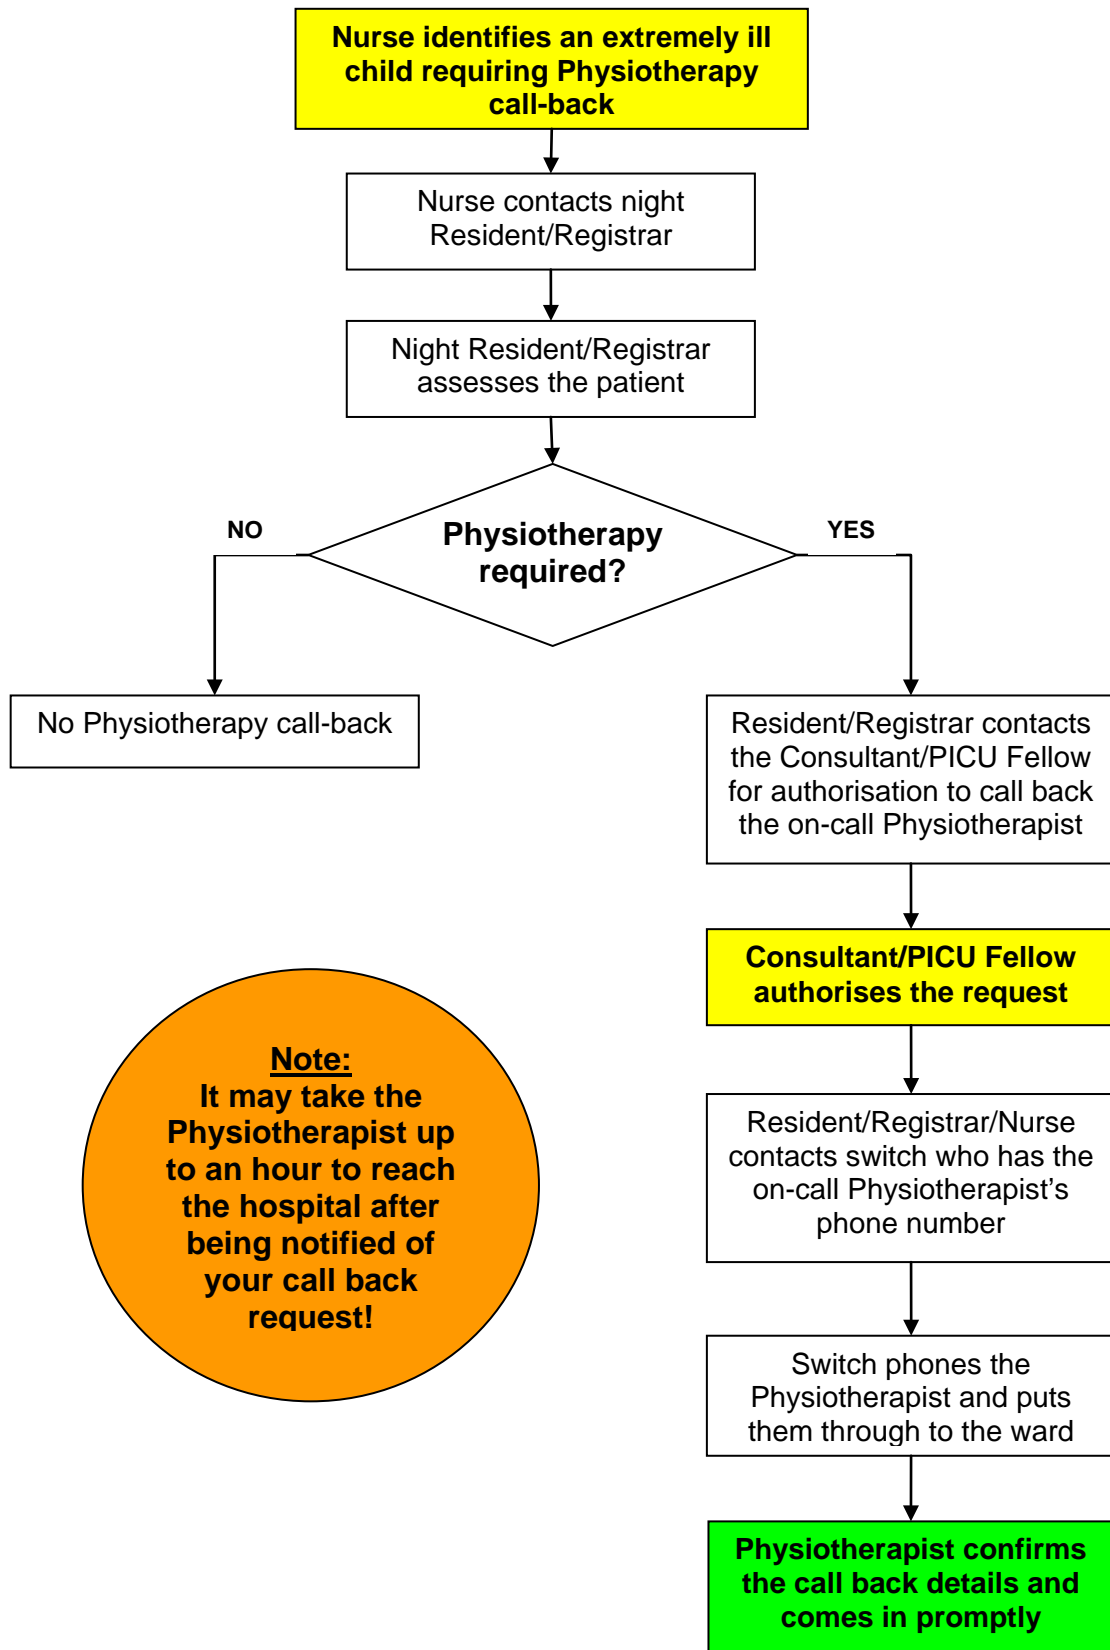 Nurse identifies an extremely ill
child requiring Physiotherapy
call-back
Nurse contacts night
Resident/Registrar
Night Resident/Registrar
assesses the patient
Physiotherapy
required?
NO
YES
No Physiotherapy call-back
Resident/Registrar contacts
the Consultant/PICU Fellow
for authorisation to call back
the on-call Physiotherapist
Consultant/PICU Fellow
authorises the request
Resident/Registrar/Nurse
contacts switch who has the
on-call Physiotherapist’s
phone number
Switch phones the
Physiotherapist and puts
them through to the ward
Physiotherapist confirms
the call back details and
comes in promptly
Note:
It may take the
Physiotherapist up
to an hour to reach
the hospital after
being notified of
your call back
request!